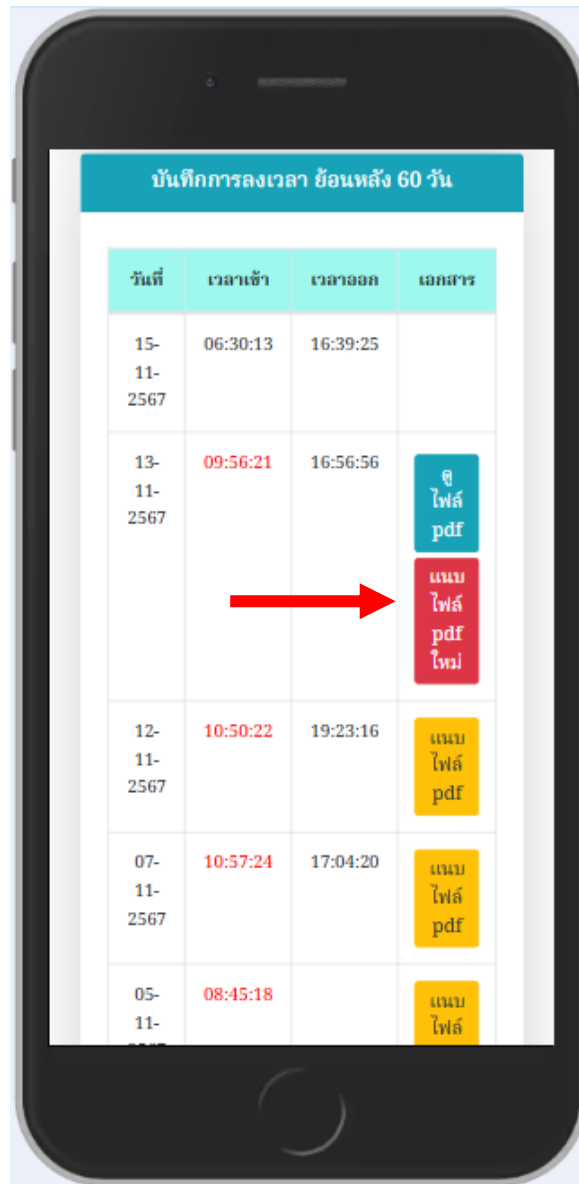 บันทึกการลงเวลา ย้อนหลัง 60 วัน
วันที่ เวลาเข้า เวลาออก เอกสาร
15- 06:30:13 16:39:25
11-
2567
13- 09:56:21 16:56:56
11-
2567
ดู
ไฟล์
pdf
แนบ
ไฟล์
pdf
ใหม่
12- 10:50:22 19:23:16
11-
2567
แนบ
ไฟล์
pdf
07- 10:57:24 17:04:20
11-
2567
แนบ
ไฟล์
pdf
05- 08:45:18
11-
แนบ
ไฟล์